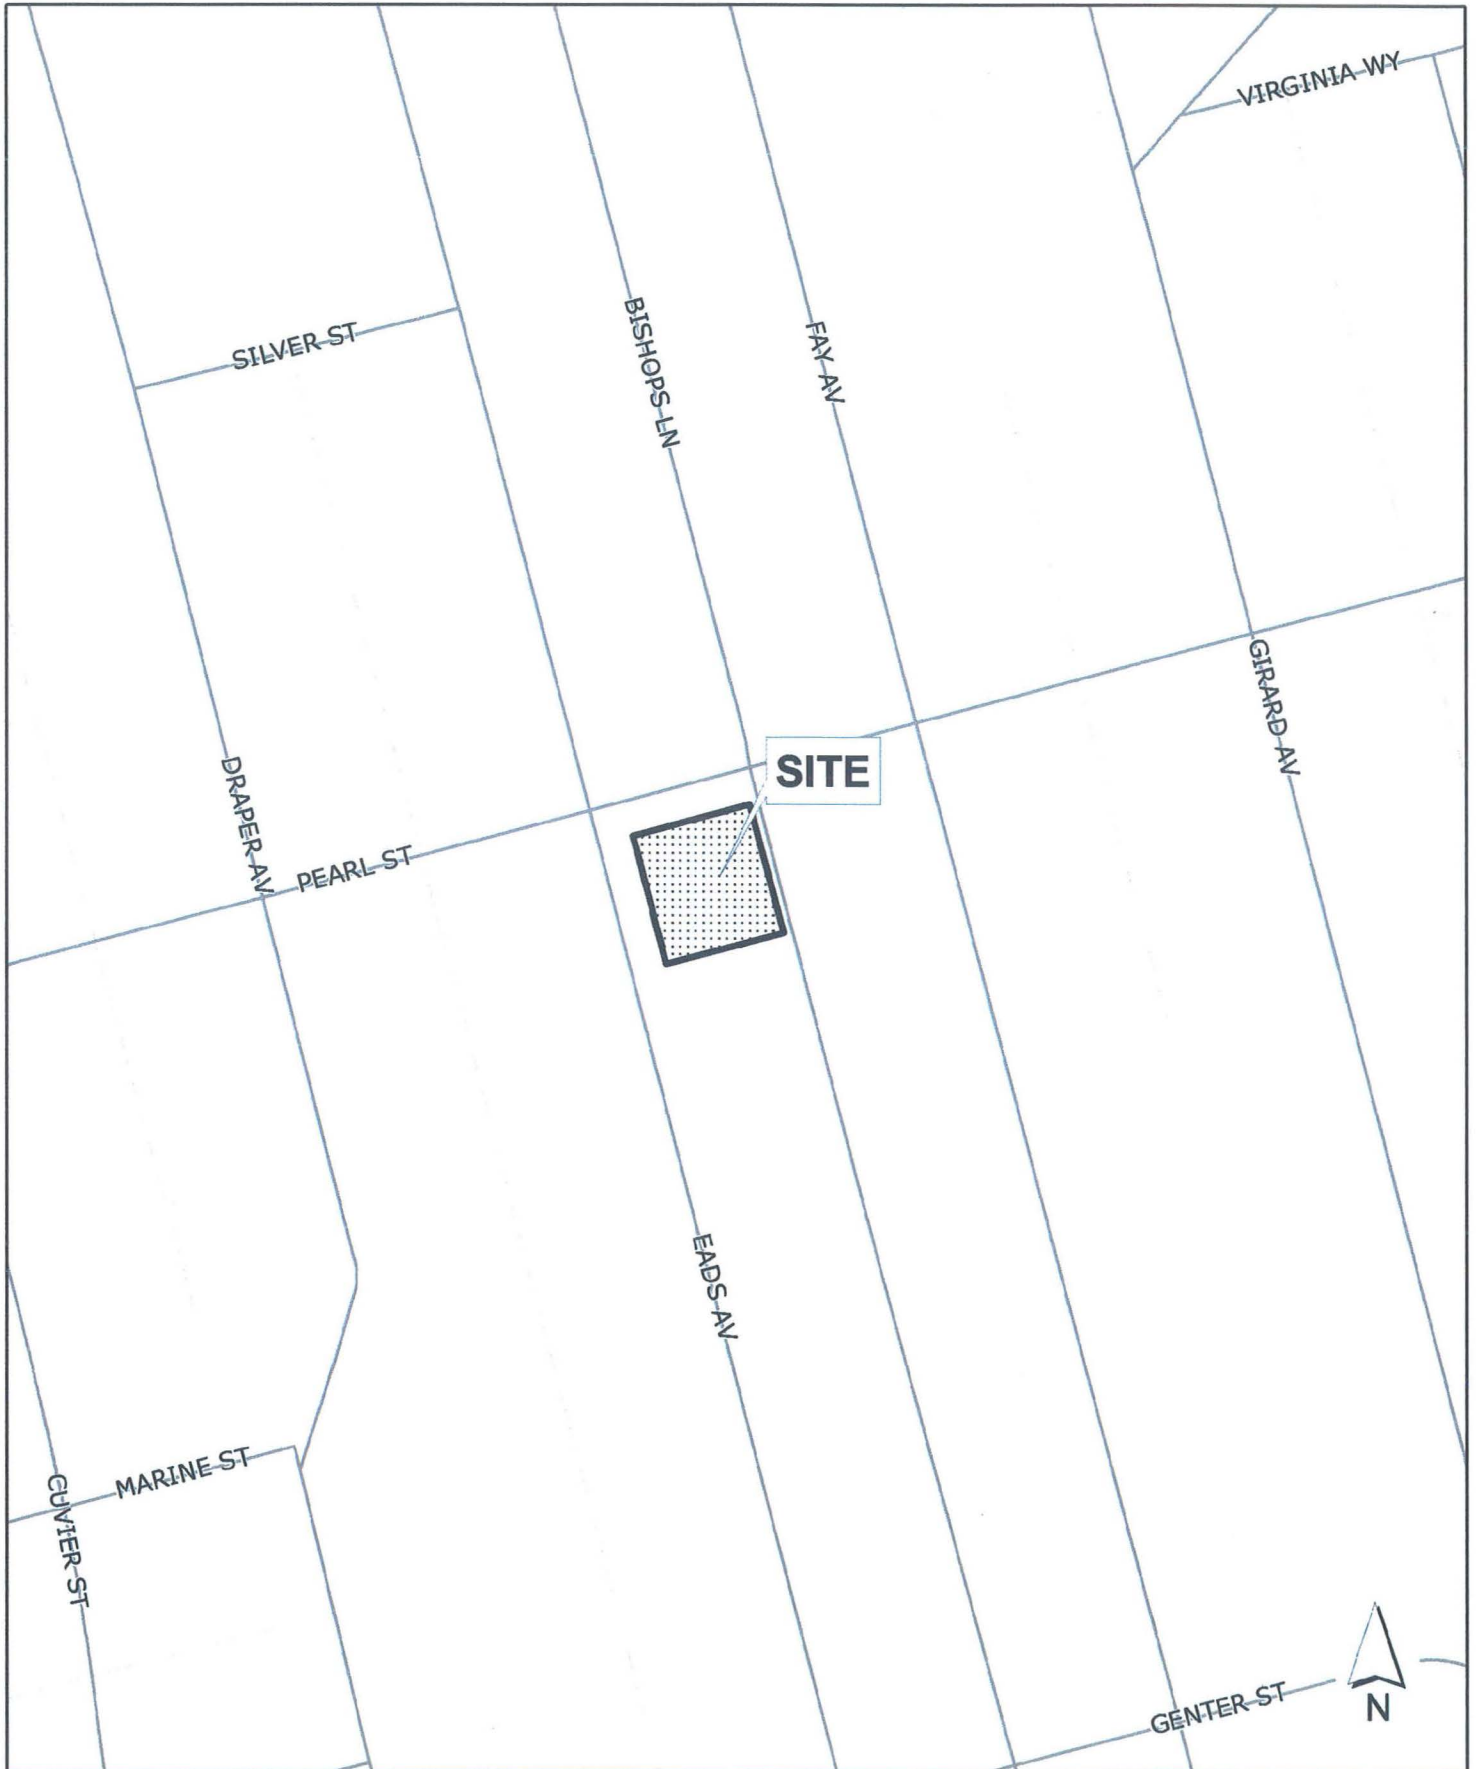 VIRGINIA WY
SILVER ST
BISHOPS LN
FAY AV
GIRARD AV
SITE
DRAPER AV
PEARL ST
EADS AV
MARINE ST
CUVIER ST
GENTER ST
N